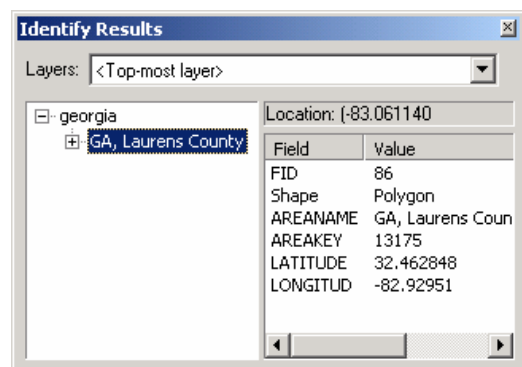 Identify Results
Layers: <Top-most layer>
georgia
GA, Laurens County
Location: (-83.061140
Field Value
FID 86
Shape Polygon
AREANAME GA, Laurens Coun
AREAKEY 13175
LATITUDE 32.462848
LONGITUD -82.92951